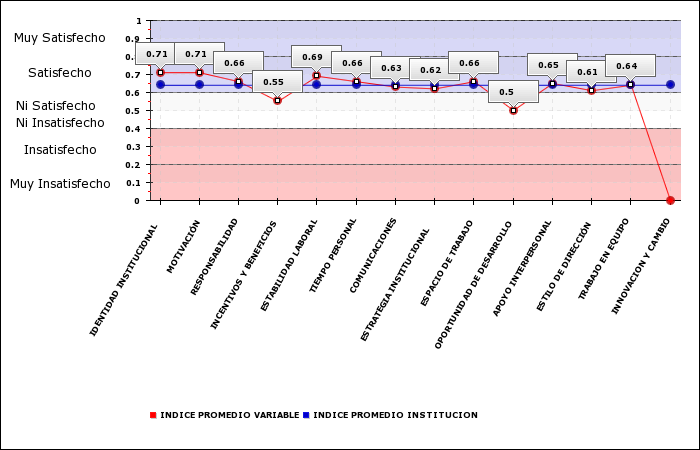 1
Muy Satisfecho
0.9
0.71
0.71
0.66
0.55
0.69
0.66
0.63
0.62
0.66
0.5
0.65
0.61
0.64
0.8
Satisfecho
0.7
Ni Satisfecho
0.6
Ni Insatisfecho
0.5
0.4
Insatisfecho
0.3
0.2
Muy Insatisfecho
0.1
0
IDENTIDAD INSTITUCIONAL
MOTIVACIÓN
RESPONSABILIDAD
INCENTIVOS Y BENEFICIOS
ESTABILIDAD LABORAL
TIEMPO PERSONAL
COMUNICACIONES
ESTRATEGIA INSTITUCIONAL
ESPACIO DE TRABAJO
OPORTUNIDAD DE DESARROLLO
APOYO INTERPERSONAL
ESTILO DE DIRECCIÓN
TRABAJO EN EQUIPO
INNOVACION Y CAMBIO
INDICE PROMEDIO VARIABLE INDICE PROMEDIO INSTITUCION